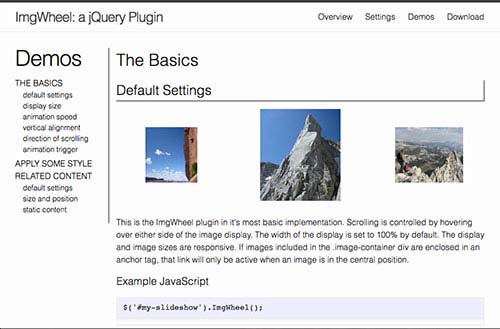 ImgWheel: a jQuery Plugin
Overview Settings Demos Download
Demos
THE BASICS
default settings
display size
animation speed
vertical alignment
direction of scrolling
animation trigger
APPLY SOME STYLE
RELATED CONTENT
default settings
size and position
static content
The Basics
Default Settings
This is the ImgWheel plugin in it's most basic implementation. Scrolling is controlled by hovering
over either side of the image display. The width of the display is set to 100% by default. The display
and image sizes are responsive. If images included in the .image-container div are enclosed in an
anchor tag, that link will only be active when an image is in the central position.
Example JavaScript
$('#my-slideshow').ImgWheel();